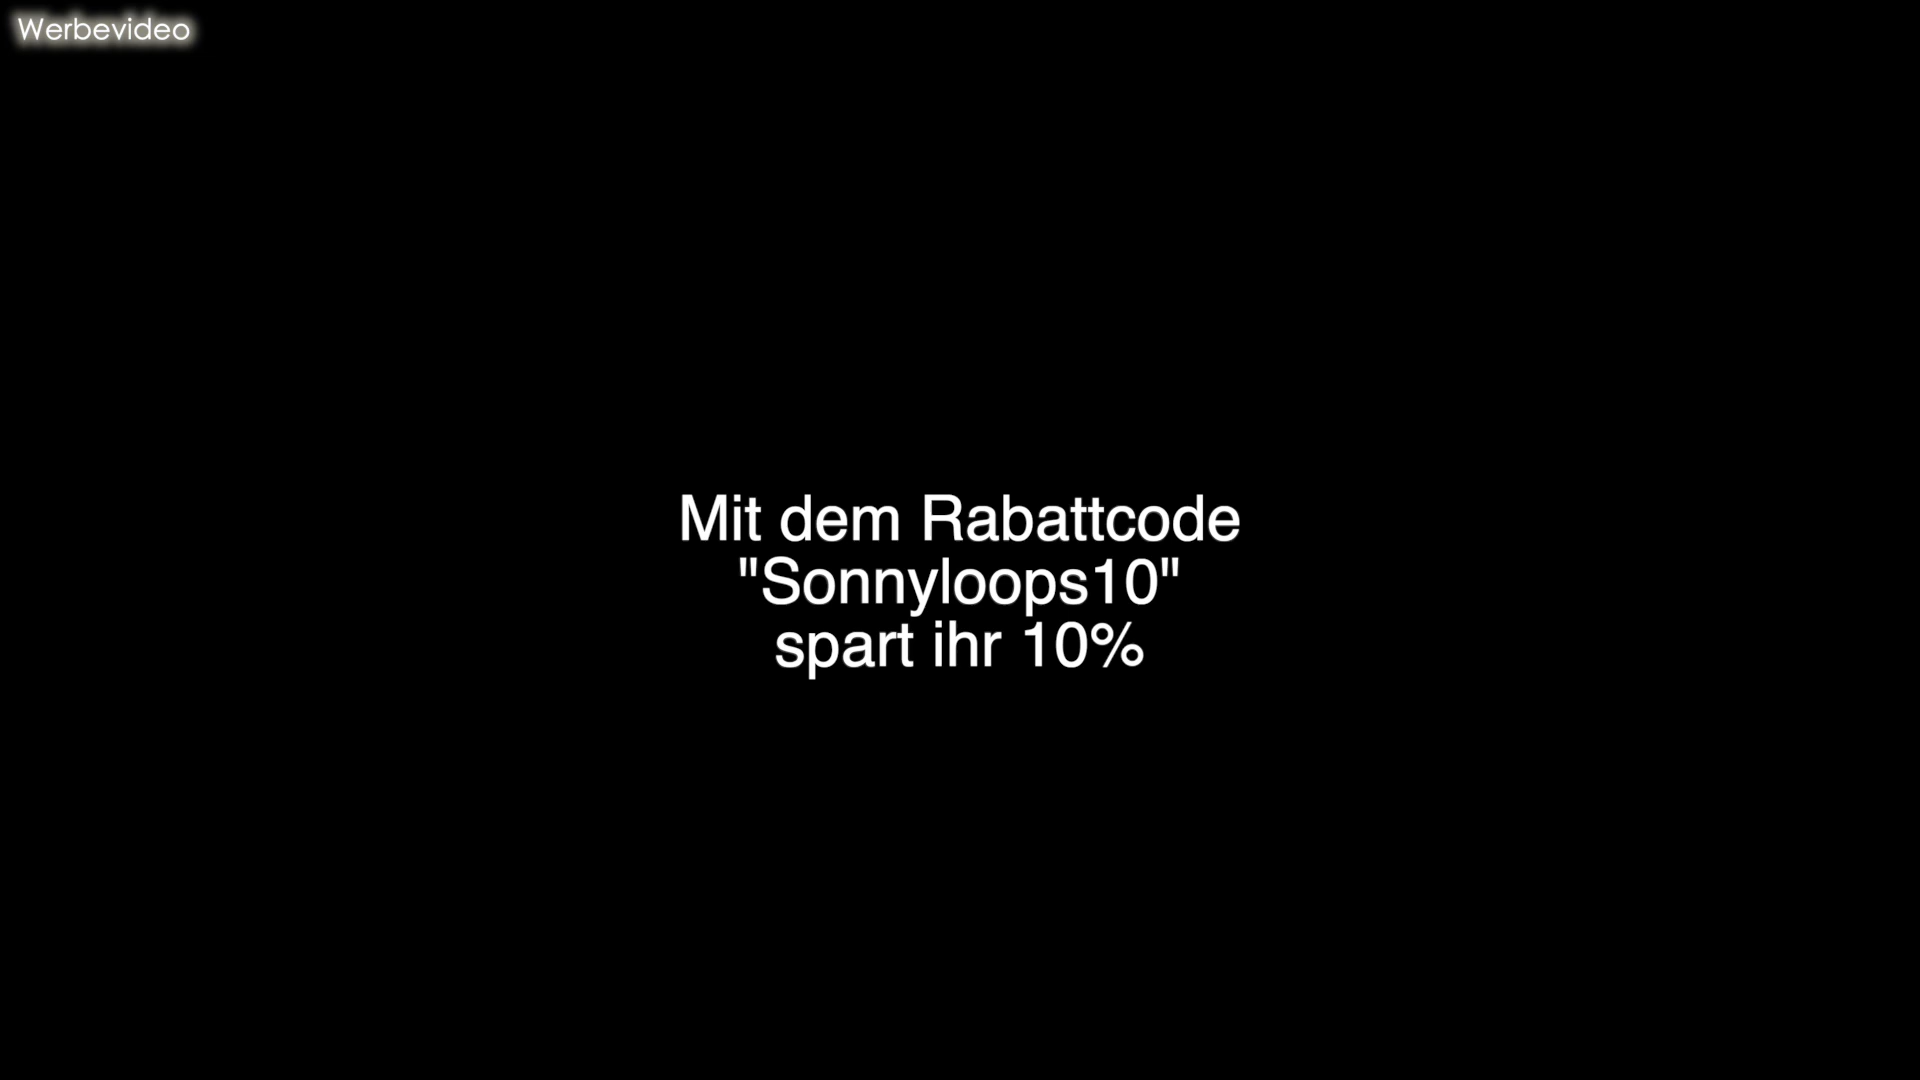 Werbevideo
Mit dem Rabattcode
"Sonnyloops10"
spart ihr 10%